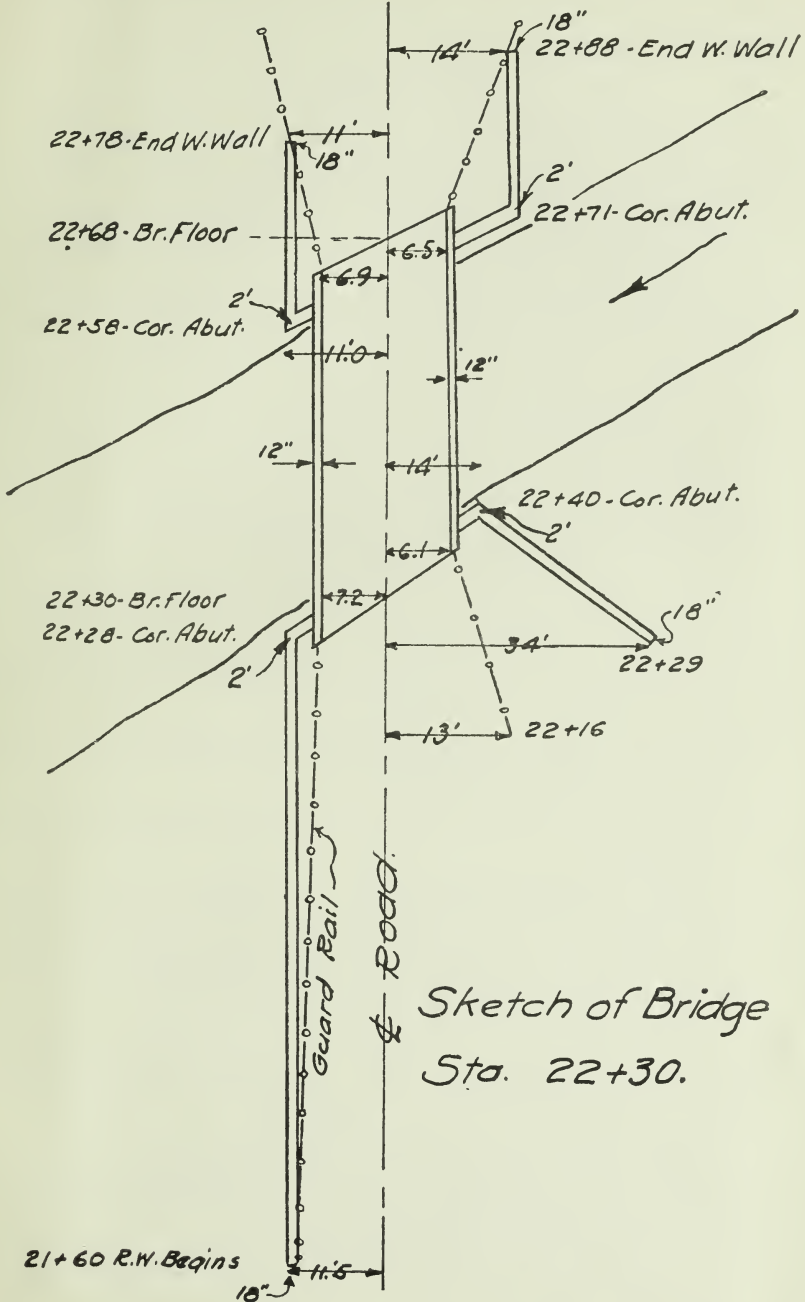 18"
14'
22+88-End W. Wall
11'
22+78-End W. Wall
18"
2'
22+71-Cor. Abut.
22+68-Br. Floor
6.5
6.9
2'
22+58-Cor. Abut.
11.0
12"
12"
14'
22+40-Cor. Abut.
2'
6.1
22+30-Br. Floor
7.2
22+28-Cor. Abut.
18"
2'
34'
22+29
13'
22+16
Guard Rail
℄ Road.
Sketch of Bridge
Sta. 22+30.
21+60 R.W. Begins
11.5
18"